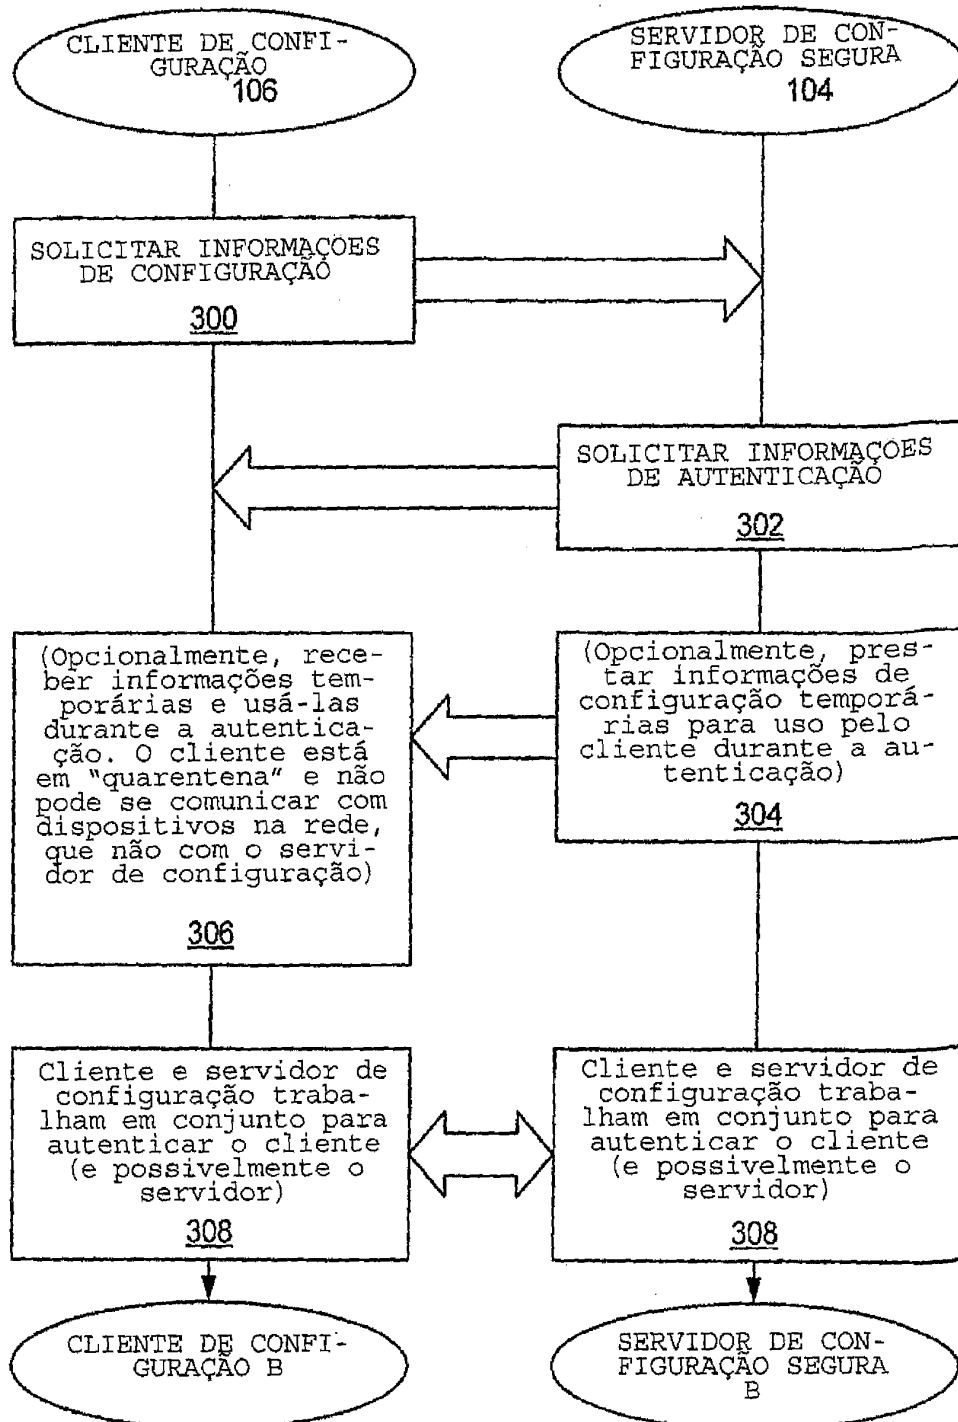 CLIENTE DE CONFI-
GURAÇÃO
106
SERVIDOR DE CON-
FIGURAÇÃO SEGURA
104
SOLICITAR INFORMAÇÕES
DE CONFIGURAÇÃO
300
SOLICITAR INFORMAÇÕES
DE AUTENTICAÇÃO
302
(Opcionalmente, rece-
ber informações tem-
porárias e usá-las
durante a autentica-
ção. O cliente está
em "quarentena" e não
pode se comunicar com
dispositivos na rede,
que não com o servi-
dor de configuração)
306
(Opcionalmente, pres-
tar informações de
configuração temporá-
rias para uso pelo
cliente durante a au-
tenticação)
304
Cliente e servidor de
configuração traba-
lham em conjunto para
autenticar o cliente
(e possivelmente o
servidor)
308
Cliente e servidor de
configuração traba-
lham em conjunto para
autenticar o cliente
(e possivelmente o
servidor)
308
CLIENTE DE CONFI-
GURAÇÃO B
SERVIDOR DE CON-
FIGURAÇÃO SEGURA
B